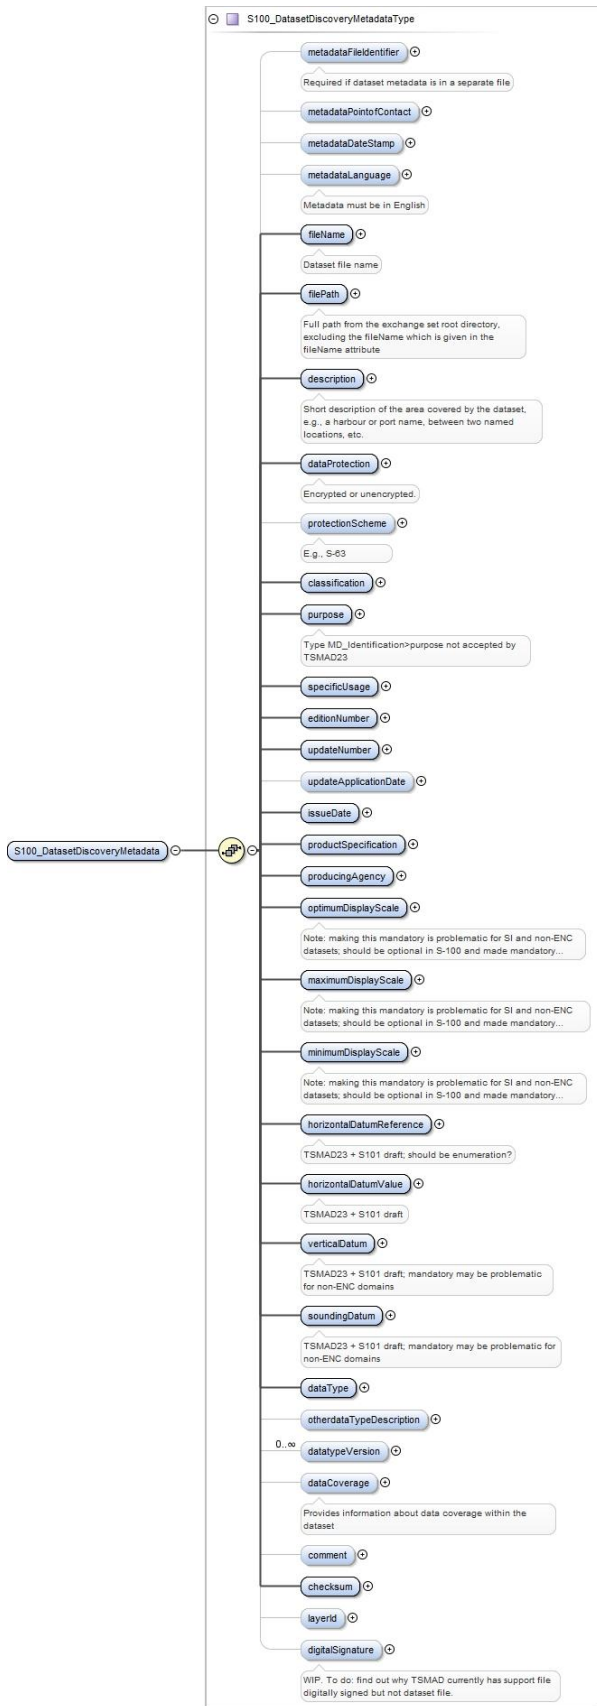 S100_DatasetDiscoveryMetadataType
metadataFileIdentifier
Required if dataset metadata is in a separate file
metadataPointofContact
metadataDateStamp
metadataLanguage
Metadata must be in English
fileName
Dataset file name
filePath
Full path from the exchange set root directory,
excluding the fileName which is given in the
fileName attribute
description
Short description of the area covered by the dataset,
e.g., a harbour or port name, between two named
locations, etc.
dataProtection
Encrypted or unencrypted.
protectionScheme
E.g., S-63
classification
purpose
Type MD_Identification>purpose not accepted by
TSMAD23
specificUsage
editionNumber
updateNumber
updateApplicationDate
issueDate
S100_DatasetDiscoveryMetadata
productSpecification
producingAgency
optimumDisplayScale
Note: making this mandatory is problematic for SI and non-ENC
datasets; should be optional in S-100 and made mandatory...
maximumDisplayScale
Note: making this mandatory is problematic for SI and non-ENC
datasets; should be optional in S-100 and made mandatory...
minimumDisplayScale
Note: making this mandatory is problematic for SI and non-ENC
datasets; should be optional in S-100 and made mandatory...
horizontalDatumReference
TSMAD23 + S101 draft; should be enumeration?
horizontalDatumValue
TSMAD23 + S101 draft
verticalDatum
TSMAD23 + S101 draft; mandatory may be problematic
for non-ENC domains
soundingDatum
TSMAD23 + S101 draft; mandatory may be problematic for
non-ENC domains
dataType
otherdataTypeDescription
0..∞
datatypeVersion
dataCoverage
Provides information about data coverage within the
dataset
comment
checksum
layerId
digitalSignature
WIP. To do: find out why TSMAD currently has support file
digitally signed but not dataset file.